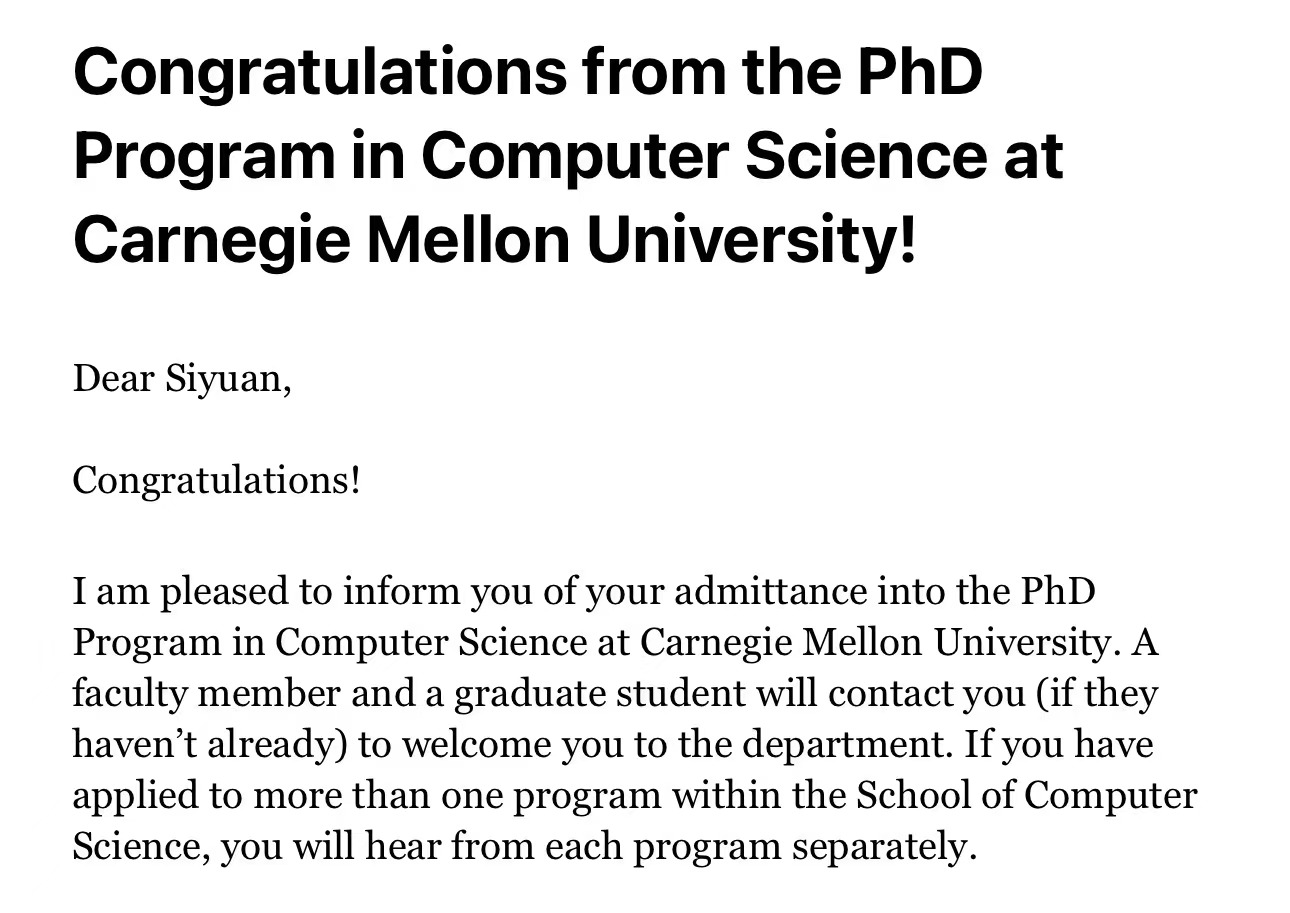 Congratulations from the PhD
Program in Computer Science at
Carnegie Mellon University!
Dear Siyuan,
Congratulations!
I am pleased to inform you of your admittance into the PhD
Program in Computer Science at Carnegie Mellon University. A
faculty member and a graduate student will contact you (if they
haven’t already) to welcome you to the department. If you have
applied to more than one program within the School of Computer
Science, you will hear from each program separately.